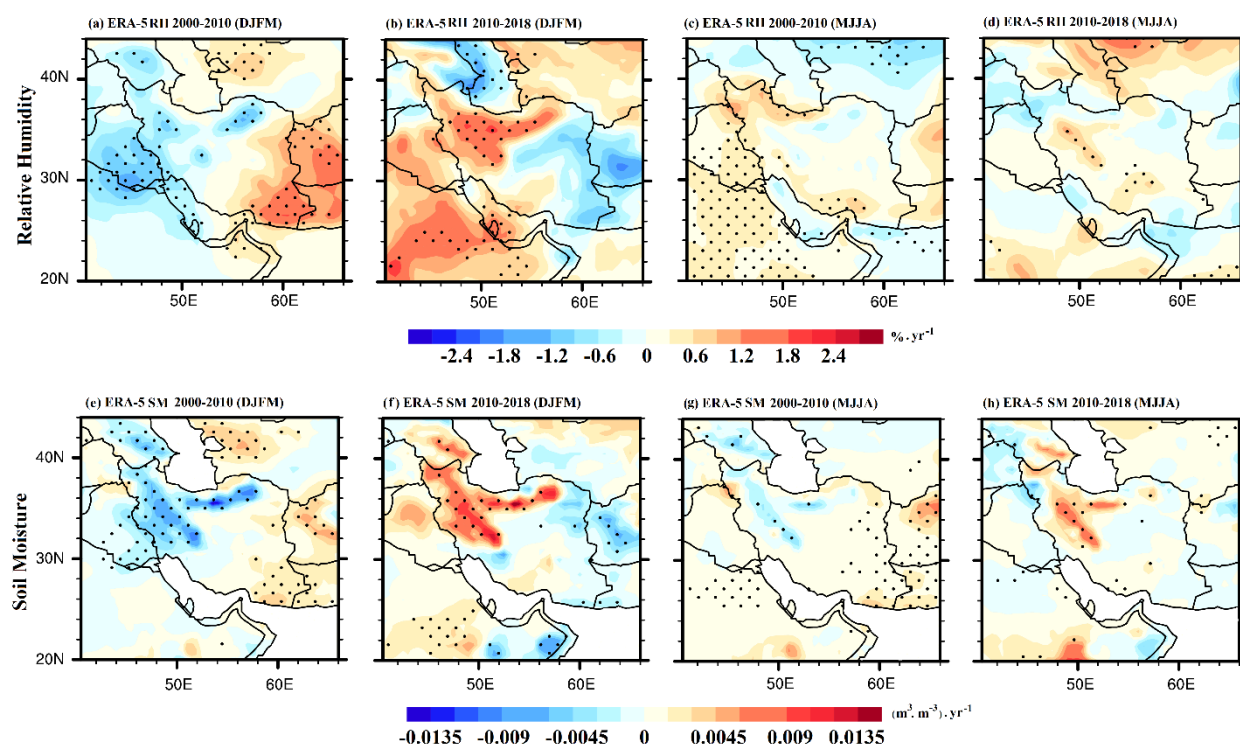 (a) ERA-5 RH 2000-2010 (DJFM)
(b) ERA-5 RH 2010-2018 (DJFM)
(c) ERA-5 RH 2000-2010 (MJJA)
(d) ERA-5 RH 2010-2018 (MJJA)
Relative Humidity
40N
30N
20N
50E 60E
50E 60E
50E 60E
50E 60E
-2.4 -1.8 -1.2 -0.6 0 0.6 1.2 1.8 2.4
%.yr⁻¹
(e) ERA-5 SM 2000-2010 (DJFM)
(f) ERA-5 SM 2010-2018 (DJFM)
(g) ERA-5 SM 2000-2010 (MJJA)
(h) ERA-5 SM 2010-2018 (MJJA)
Soil Moisture
40N
30N
20N
50E 60E
50E 60E
50E 60E
50E 60E
-0.0135 -0.009 -0.0045 0 0.0045 0.009 0.0135
(m³.m⁻³).yr⁻¹